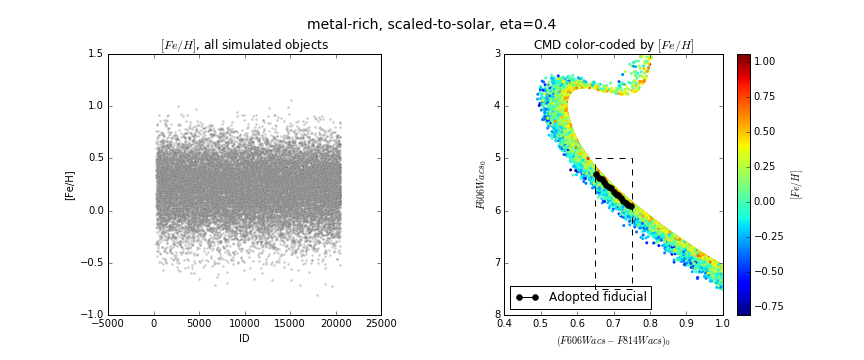 metal-rich, scaled-to-solar, eta=0.4
[Fe/H], all simulated objects
CMD color-coded by [Fe/H]
1.5
1.0
0.5
0.0
−0.5
−1.0
[Fe/H]
−5000 0 5000 10000 15000 20000 25000
ID
3
4
5
6
7
8
F606Wacs₀
Adopted fiducial
0.4 0.5 0.6 0.7 0.8 0.9 1.0
(F606Wacs − F814Wacs)₀
1.00
0.75
0.50
0.25
0.00
−0.25
−0.50
−0.75
[Fe/H]